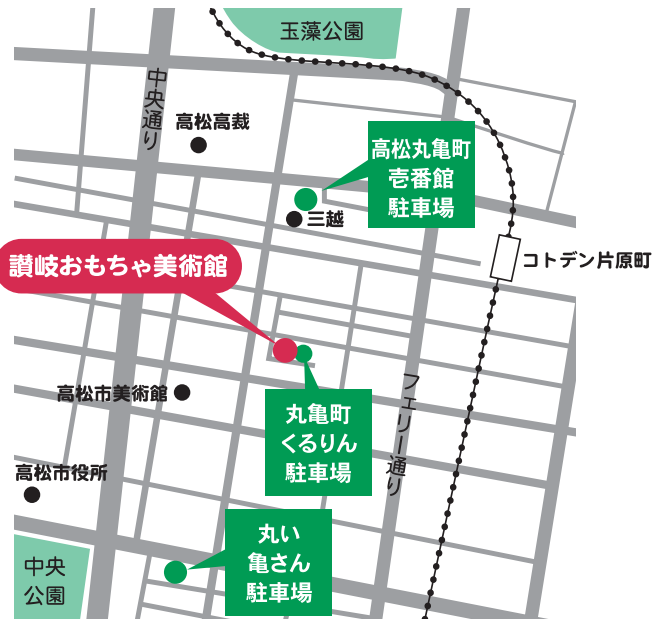 玉藻公園
中央通り
高松高裁
高松丸亀町
壱番館
駐車場
三越
讃岐おもちゃ美術館
コトデン片原町
高松市美術館
フェリー通り
丸亀町
くるりん
駐車場
高松市役所
丸い
亀さん
駐車場
中央
公園